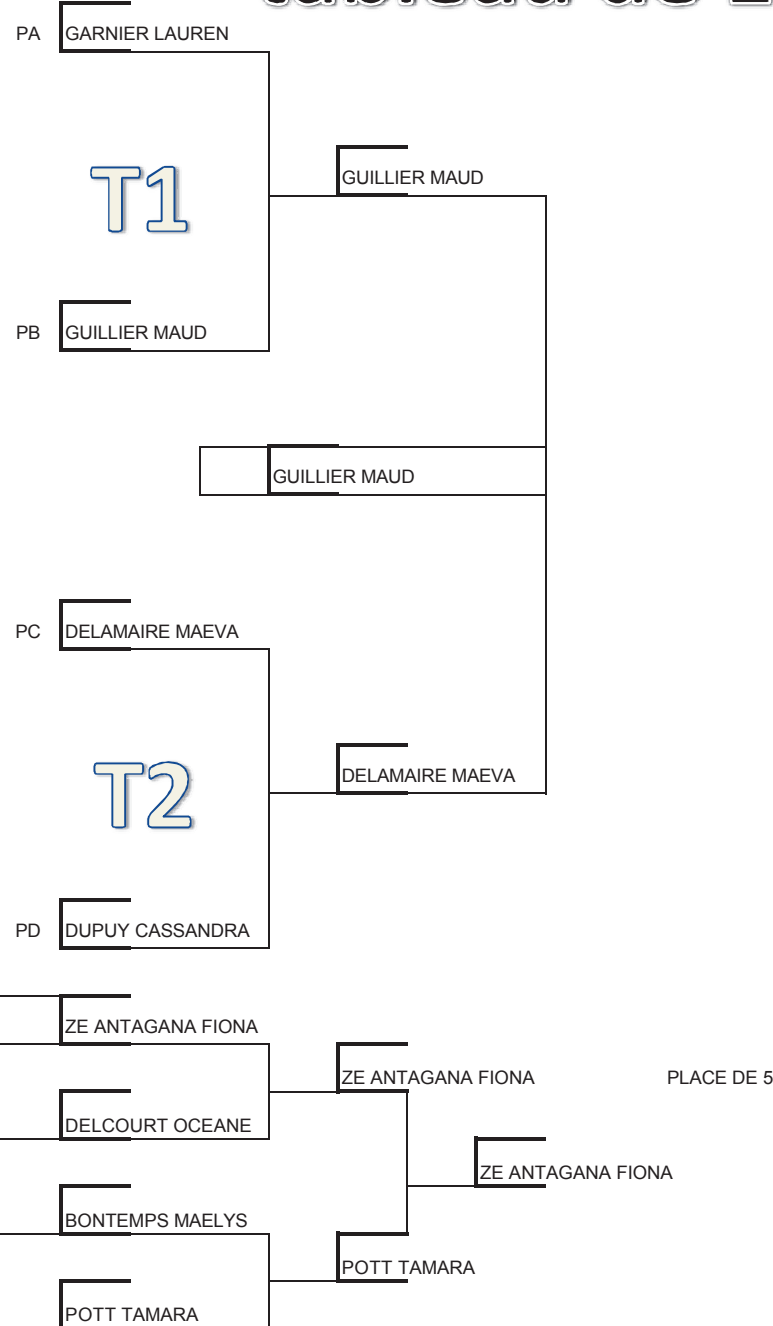 PA GARNIER LAUREN
T1
GUILLIER MAUD
PB GUILLIER MAUD
GUILLIER MAUD
PC DELAMAIRE MAEVA
T2
DELAMAIRE MAEVA
PD DUPUY CASSANDRA
ZE ANTAGANA FIONA
ZE ANTAGANA FIONA PLACE DE 5
DELCOURT OCEANE
ZE ANTAGANA FIONA
BONTEMPS MAELYS
POTT TAMARA
POTT TAMARA